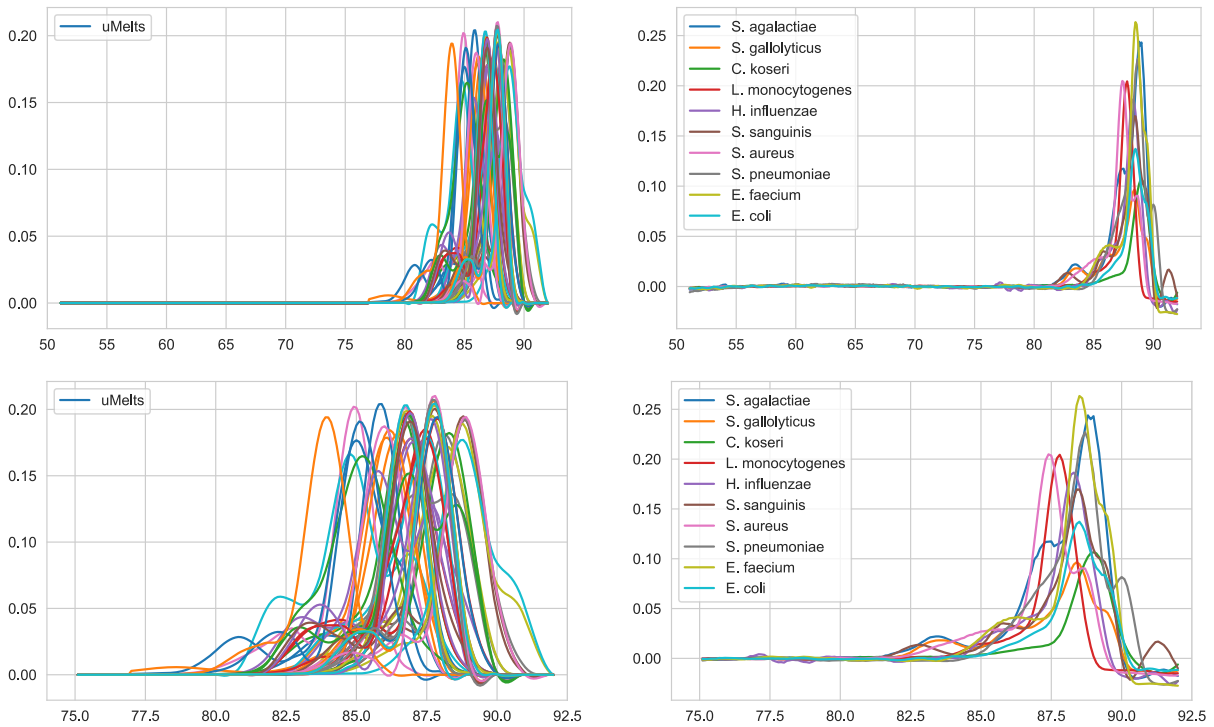 uMelts
0.20
0.15
0.10
0.05
0.00
50
55
60
65
70
75
80
85
90
S. agalactiae
S. gallolyticus
C. koseri
L. monocytogenes
H. influenzae
S. sanguinis
S. aureus
S. pneumoniae
E. faecium
E. coli
0.25
0.20
0.15
0.10
0.05
0.00
50
55
60
65
70
75
80
85
90
uMelts
0.20
0.15
0.10
0.05
0.00
75.0
77.5
80.0
82.5
85.0
87.5
90.0
92.5
S. agalactiae
S. gallolyticus
C. koseri
L. monocytogenes
H. influenzae
S. sanguinis
S. aureus
S. pneumoniae
E. faecium
E. coli
0.25
0.20
0.15
0.10
0.05
0.00
75.0
77.5
80.0
82.5
85.0
87.5
90.0
92.5